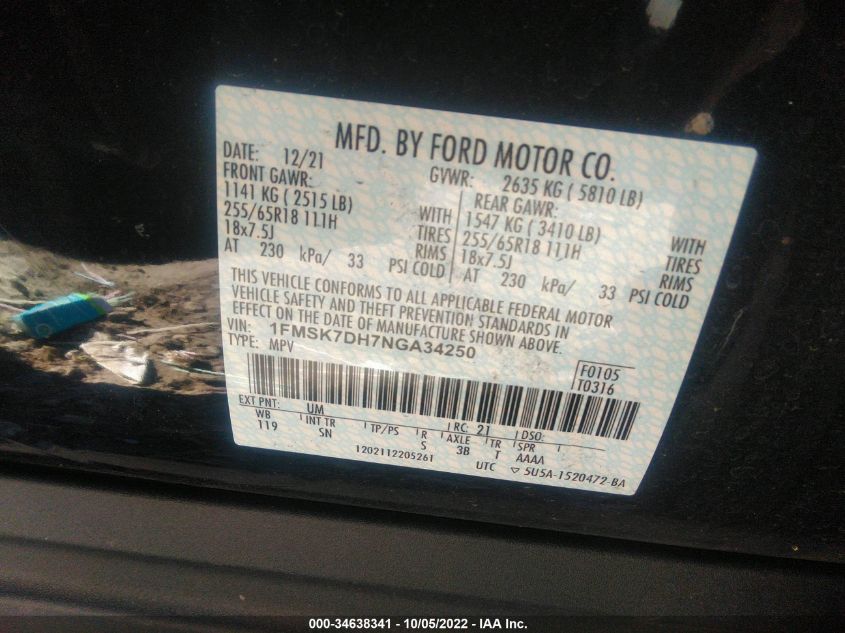 MFD. BY FORD MOTOR CO.
DATE: 12/21 GVWR: 2635 KG ( 5810 LB)
FRONT GAWR: REAR GAWR:
1141 KG ( 2515 LB) WITH 1547 KG ( 3410 LB) WITH
255/65R18 111H TIRES 255/65R18 111H TIRES
18x7.5J RIMS 18x7.5J RIMS
AT 230 kPa/ 33 PSI COLD AT 230 kPa/ 33 PSI COLD
THIS VEHICLE CONFORMS TO ALL APPLICABLE FEDERAL MOTOR
VEHICLE SAFETY AND THEFT PREVENTION STANDARDS IN
EFFECT ON THE DATE OF MANUFACTURE SHOWN ABOVE.
VIN: 1FMSK7DH7NGA34250
TYPE: MPV
F0105
T0316
EXT PNT: UM RC: 21 DSO:
WB INT TR TP/PS R AXLE TR SPR
119 SN S 3B T AAAA
1202112205261 UTC ▽ 5U5A-1520472-BA
000-34638341 - 10/05/2022 - IAA Inc.